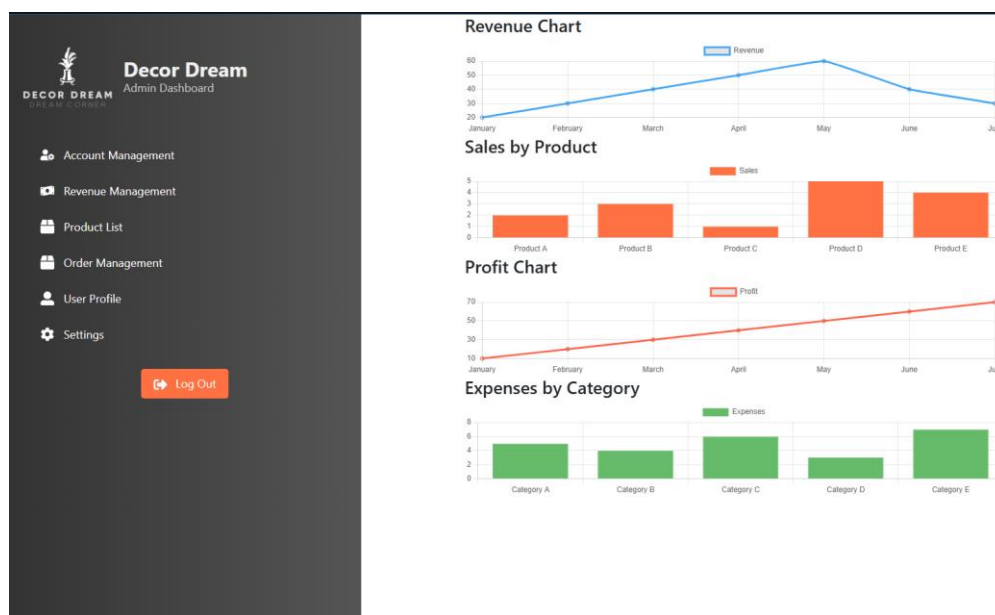 Decor Dream
Admin Dashboard
DECOR DREAM
DREAM CORNER
Account Management
Revenue Management
Product List
Order Management
User Profile
Settings
Log Out
Revenue Chart
Revenue
60
50
40
30
20
January February March April May June Ju
Sales by Product
Sales
5
4
3
2
1
0
Product A Product B Product C Product D Product E
Profit Chart
Profit
70
50
30
10
January February March April May June Ju
Expenses by Category
Expenses
8
6
4
2
0
Category A Category B Category C Category D Category E